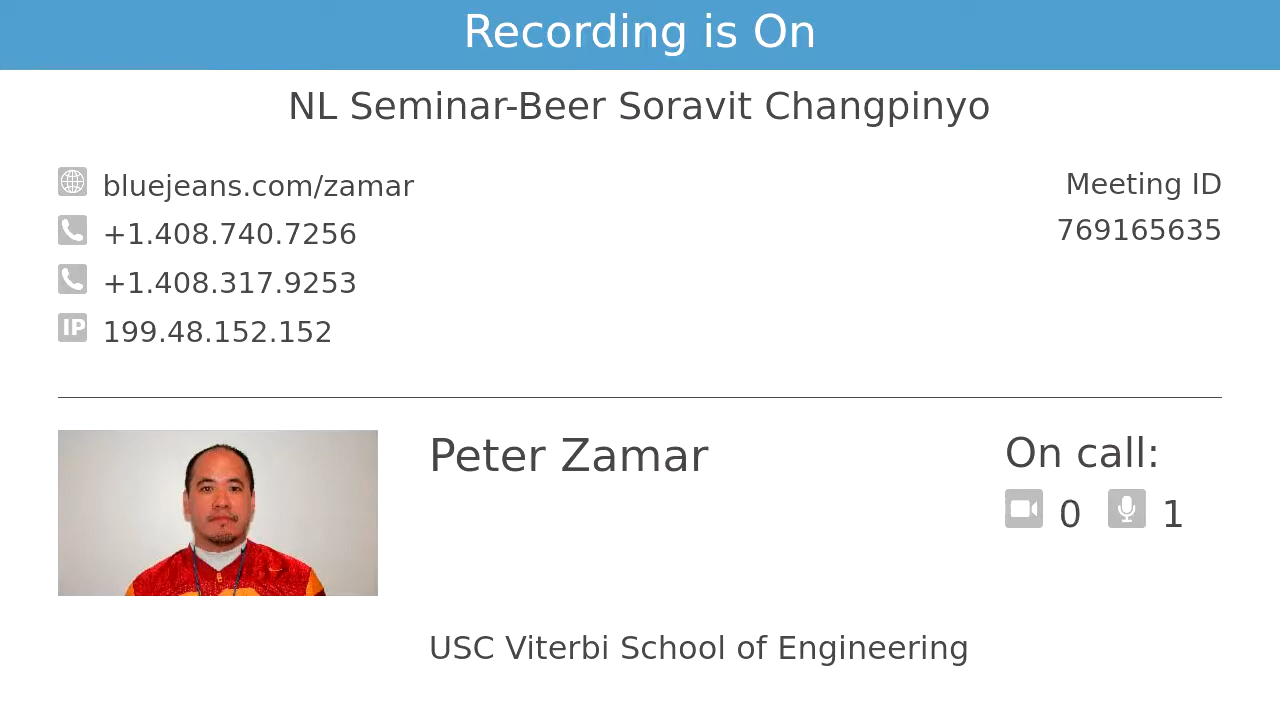 Recording is On
NL Seminar-Beer Soravit Changpinyo
bluejeans.com/zamar
+1.408.740.7256
+1.408.317.9253
IP 199.48.152.152
Meeting ID
769165635
Peter Zamar
On call:
0 1
USC Viterbi School of Engineering